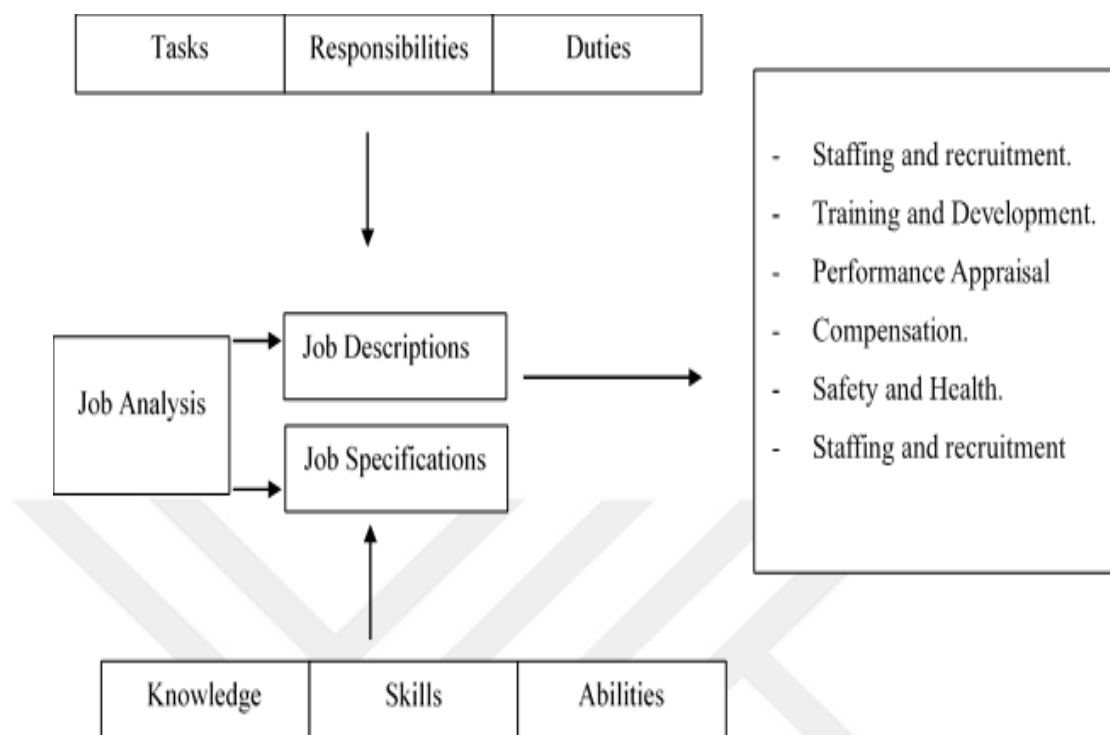 Tasks
Responsibilities
Duties
- Staffing and recruitment.
- Training and Development.
- Performance Appraisal
- Compensation.
- Safety and Health.
- Staffing and recruitment
Job Analysis
Job Descriptions
Job Specifications
Knowledge
Skills
Abilities